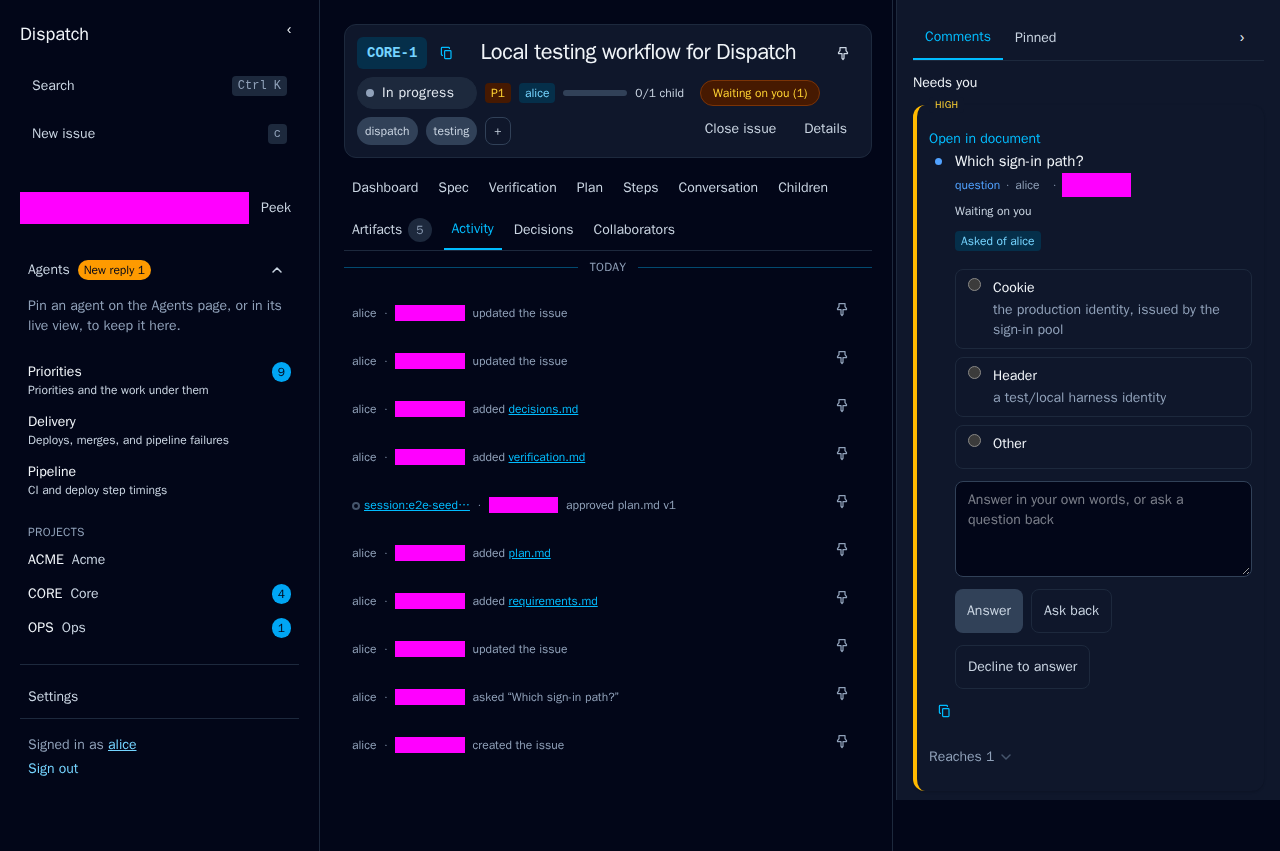 Dispatch
Search Ctrl K
New issue C
Peek
Agents New reply 1
Pin an agent on the Agents page, or in its
live view, to keep it here.
Priorities 9
Priorities and the work under them
Delivery
Deploys, merges, and pipeline failures
Pipeline
CI and deploy step timings
PROJECTS
ACME Acme
CORE Core 4
OPS Ops 1
Settings
Signed in as alice
Sign out
CORE-1 Local testing workflow for Dispatch
In progress P1 alice 0/1 child Waiting on you (1)
dispatch testing + Close issue Details
Dashboard Spec Verification Plan Steps Conversation Children
Artifacts 5 Activity Decisions Collaborators
TODAY
alice · updated the issue
alice · updated the issue
alice · added decisions.md
alice · added verification.md
session:e2e-seed… · approved plan.md v1
alice · added plan.md
alice · added requirements.md
alice · updated the issue
alice · asked “Which sign-in path?”
alice · created the issue
Comments Pinned
Needs you
HIGH
Open in document
Which sign-in path?
question · alice ·
Waiting on you
Asked of alice
Cookie
the production identity, issued by the
sign-in pool
Header
a test/local harness identity
Other
Answer in your own words, or ask a
question back
Answer Ask back
Decline to answer
Reaches 1